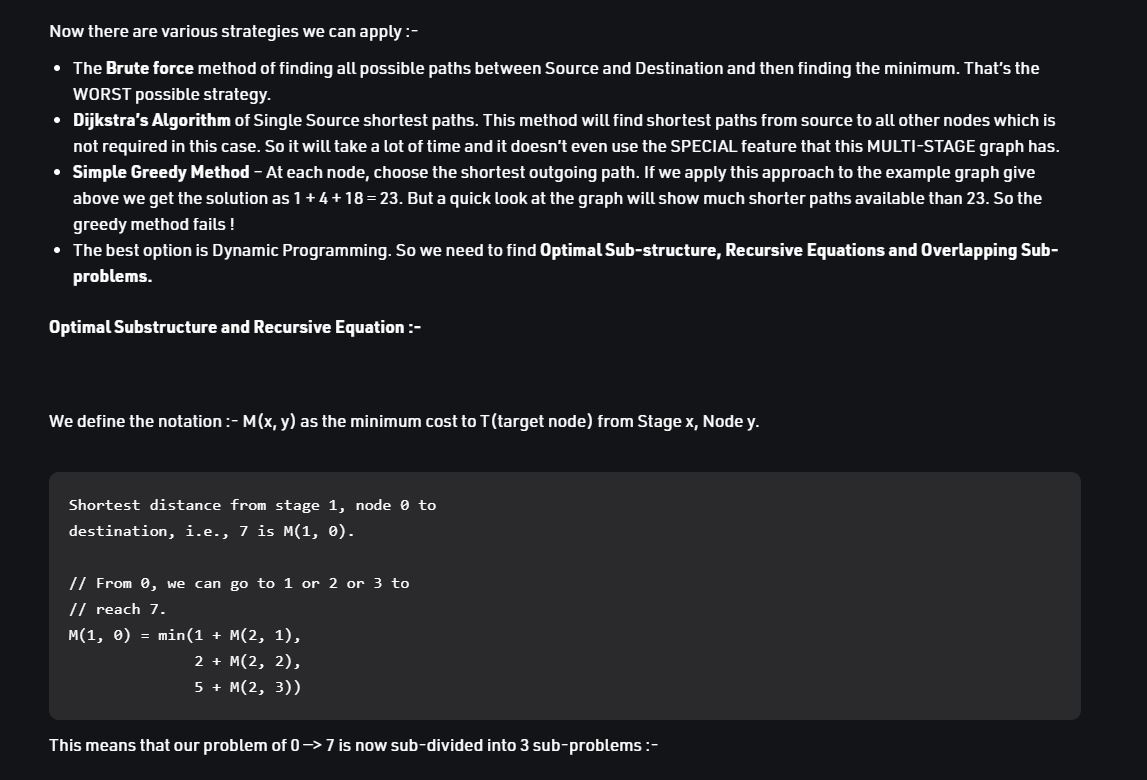 Now there are various strategies we can apply :-
• The Brute force method of finding all possible paths between Source and Destination and then finding the minimum. That's the
WORST possible strategy.
• Dijkstra's Algorithm of Single Source shortest paths. This method will find shortest paths from source to all other nodes which is
not required in this case. So it will take a lot of time and it doesn't even use the SPECIAL feature that this MULTI-STAGE graph has.
• Simple Greedy Method – At each node, choose the shortest outgoing path. If we apply this approach to the example graph give
above we get the solution as 1 + 4 + 18 = 23. But a quick look at the graph will show much shorter paths available than 23. So the
greedy method fails !
• The best option is Dynamic Programming. So we need to find Optimal Sub-structure, Recursive Equations and Overlapping Sub-
problems.
Optimal Substructure and Recursive Equation :-
We define the notation :- M(x, y) as the minimum cost to T(target node) from Stage x, Node y.
Shortest distance from stage 1, node 0 to
destination, i.e., 7 is M(1, 0).
// From 0, we can go to 1 or 2 or 3 to
// reach 7.
M(1, 0) = min(1 + M(2, 1),
2 + M(2, 2),
5 + M(2, 3))
This means that our problem of 0 —> 7 is now sub-divided into 3 sub-problems :-